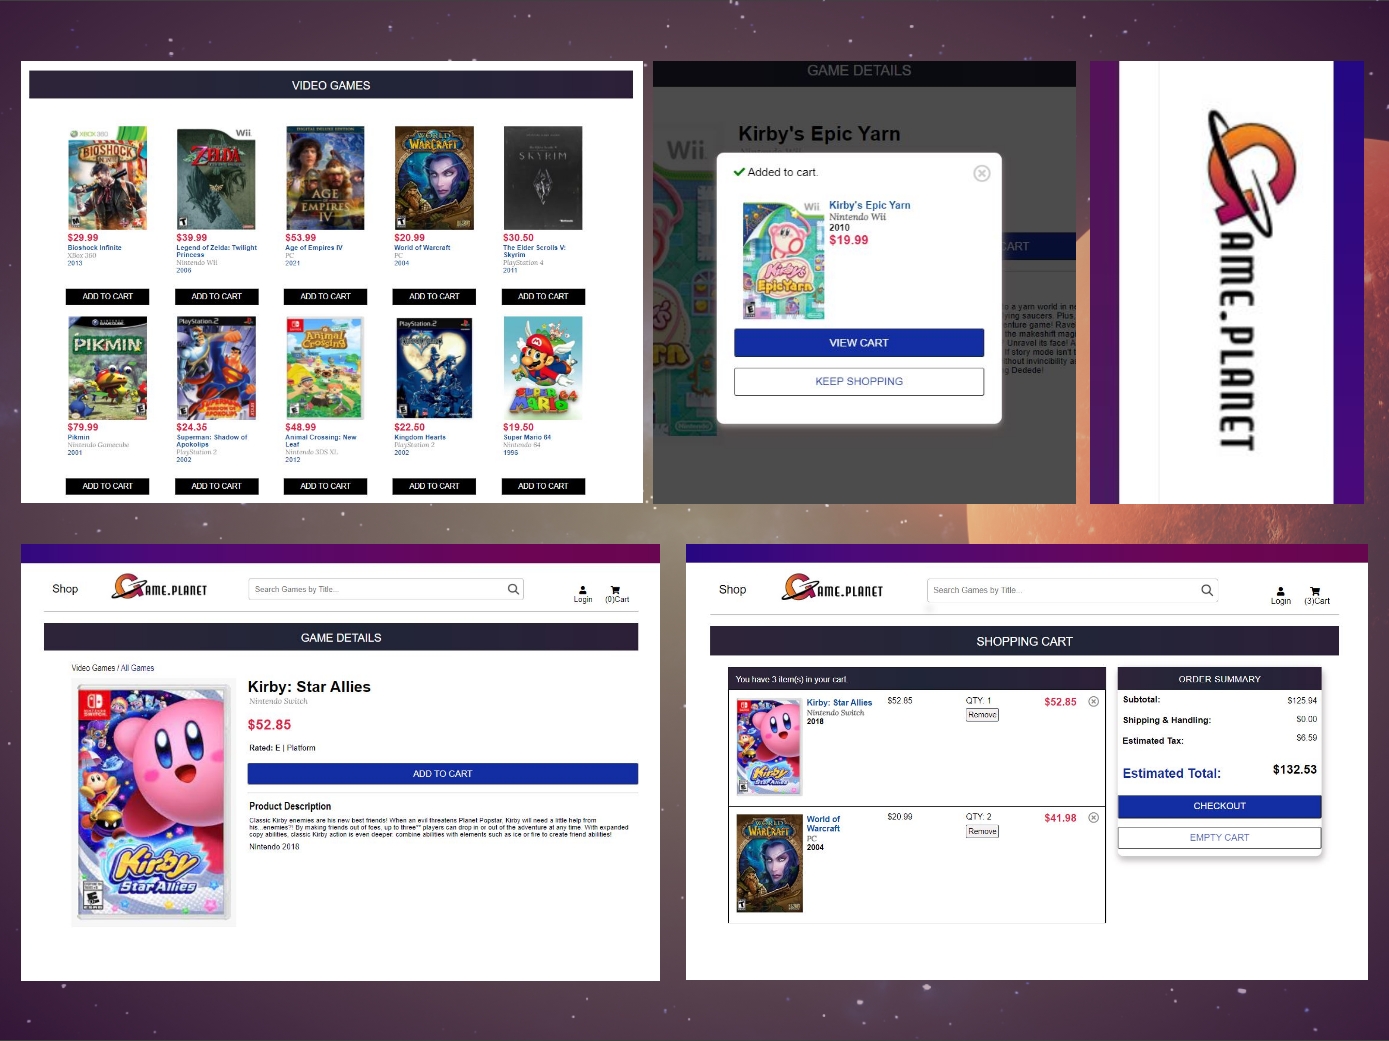 VIDEO GAMES
$29.99
Bioshock Infinite
XBox 360
2013
ADD TO CART
$39.99
Legend of Zelda: Twilight
Princess
Nintendo Wii
2006
ADD TO CART
$53.99
Age of Empires IV
PC
2021
ADD TO CART
$20.99
World of Warcraft
PC
2004
ADD TO CART
$30.50
The Elder Scrolls V:
Skyrim
PlayStation 4
2011
ADD TO CART
$79.99
Pikmin
Nintendo Gamecube
2001
ADD TO CART
$24.35
Superman: Shadow of
Apokolips
PlayStation 2
2002
ADD TO CART
$48.99
Animal Crossing: New
Leaf
Nintendo 3DS XL
2012
ADD TO CART
$22.50
Kingdom Hearts
PlayStation 2
2002
ADD TO CART
$19.50
Super Mario 64
Nintendo 64
1996
ADD TO CART
GAME DETAILS
Kirby's Epic Yarn
Added to cart.
Kirby's Epic Yarn
Nintendo Wii
2010
$19.99
VIEW CART
KEEP SHOPPING
GAME.PLANET
Shop
GAME.PLANET
Search Games by Title...
Login
(0)Cart
GAME DETAILS
Video Games / All Games
Kirby: Star Allies
Nintendo Switch
$52.85
Rated: E | Platform
ADD TO CART
Product Description
Classic Kirby enemies are his new best friends! When an evil threatens Planet Popstar, Kirby will need a little help from
his...enemies?! By making friends out of foes, up to three** players can drop in or out of the adventure at any time. With expanded
copy abilities, classic Kirby action is even deeper: combine abilities with elements such as ice or fire to create friend abilities!
Nintendo 2018
Shop
GAME.PLANET
Search Games by Title...
Login
(3)Cart
SHOPPING CART
You have 3 item(s) in your cart.
Kirby: Star Allies
Nintendo Switch
2018
$52.85
QTY: 1
Remove
$52.85
World of
Warcraft
PC
2004
$20.99
QTY: 2
Remove
$41.98
ORDER SUMMARY
Subtotal:
$125.94
Shipping & Handling:
$0.00
Estimated Tax:
$6.59
Estimated Total:
$132.53
CHECKOUT
EMPTY CART